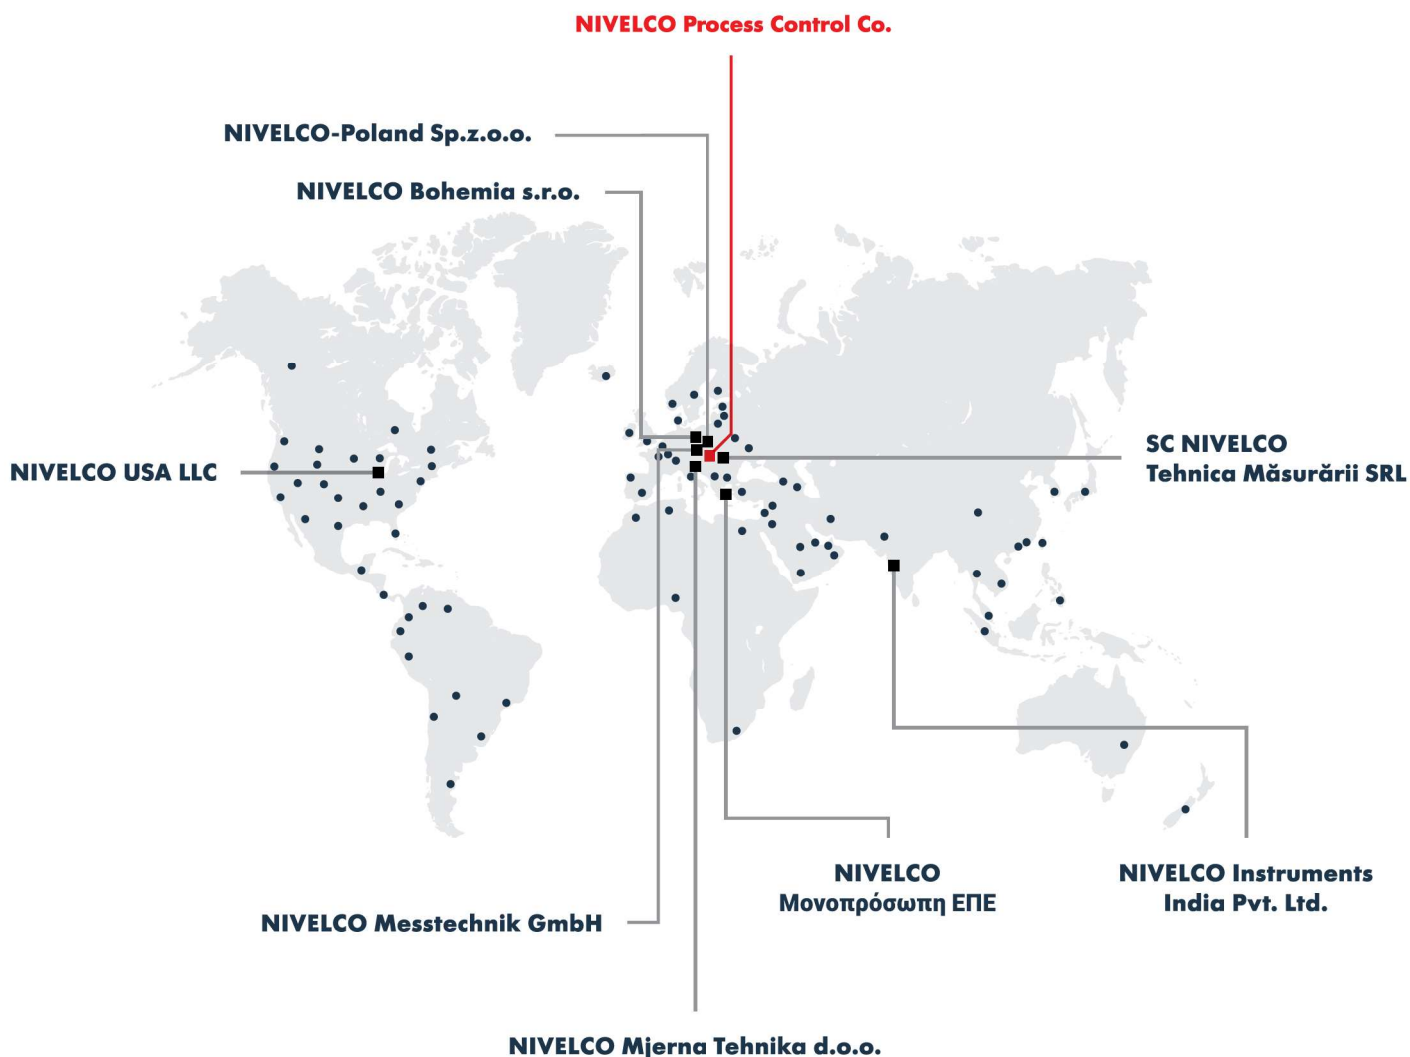 NIVELCO Process Control Co.
NIVELCO-Poland Sp.z.o.o.
NIVELCO Bohemia s.r.o.
SC NIVELCO
Tehnica Măsurării SRL
NIVELCO USA LLC
NIVELCO
Μονοπρόσωπη ΕΠΕ
NIVELCO Instruments
India Pvt. Ltd.
NIVELCO Messtechnik GmbH
NIVELCO Mjerna Tehnika d.o.o.